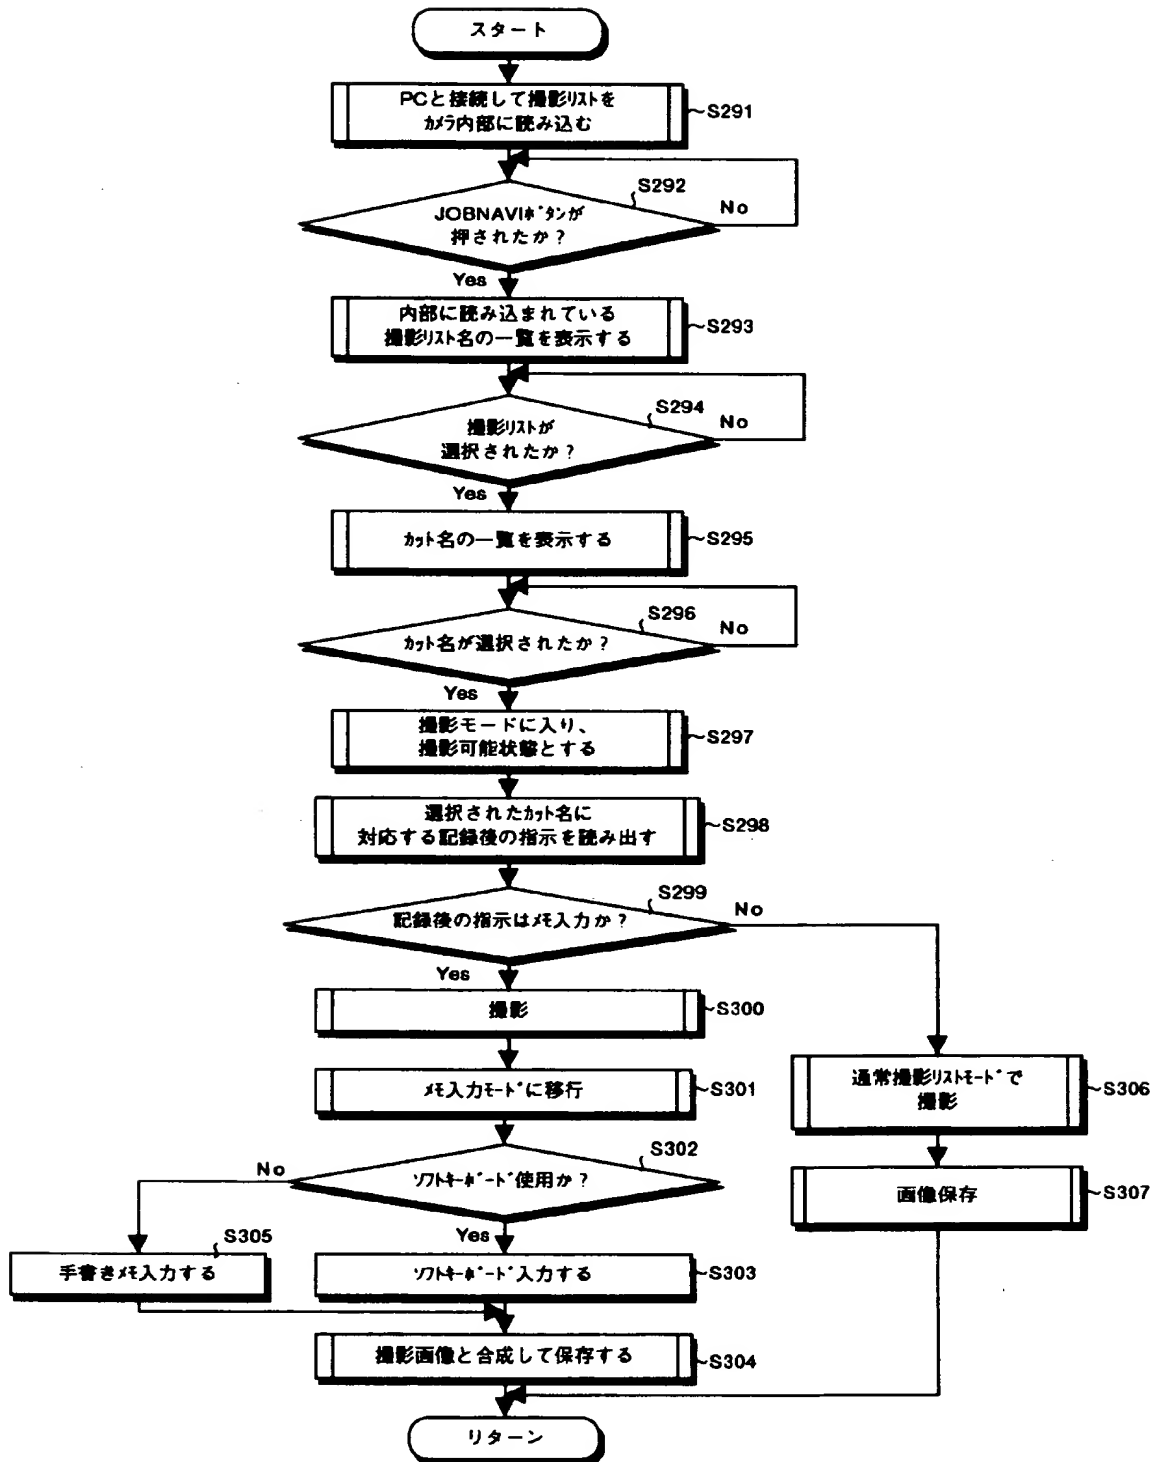 スタート
PCと接続して撮影リストを
カメラ内部に読み込む
~S291
S292
JOBNAVIボタンが
押されたか？
No
Yes
内部に読み込まれている
撮影リスト名の一覧を表示する
~S293
S294
撮影リストが
選択されたか？
No
Yes
カット名の一覧を表示する
~S295
S296
カット名が選択されたか？
No
Yes
撮影モードに入り、
撮影可能状態とする
~S297
選択されたカット名に
対応する記録後の指示を読み出す
~S298
S299
記録後の指示はメモ入力か？
No
Yes
撮影
~S300
メモ入力モードに移行
~S301
通常撮影リストモードで
撮影
~S306
S302
ソフトキーボード使用か？
No
Yes
画像保存
~S307
S305
手書きメモ入力する
ソフトキーボード入力する
~S303
撮影画像と合成して保存する
~S304
リターン